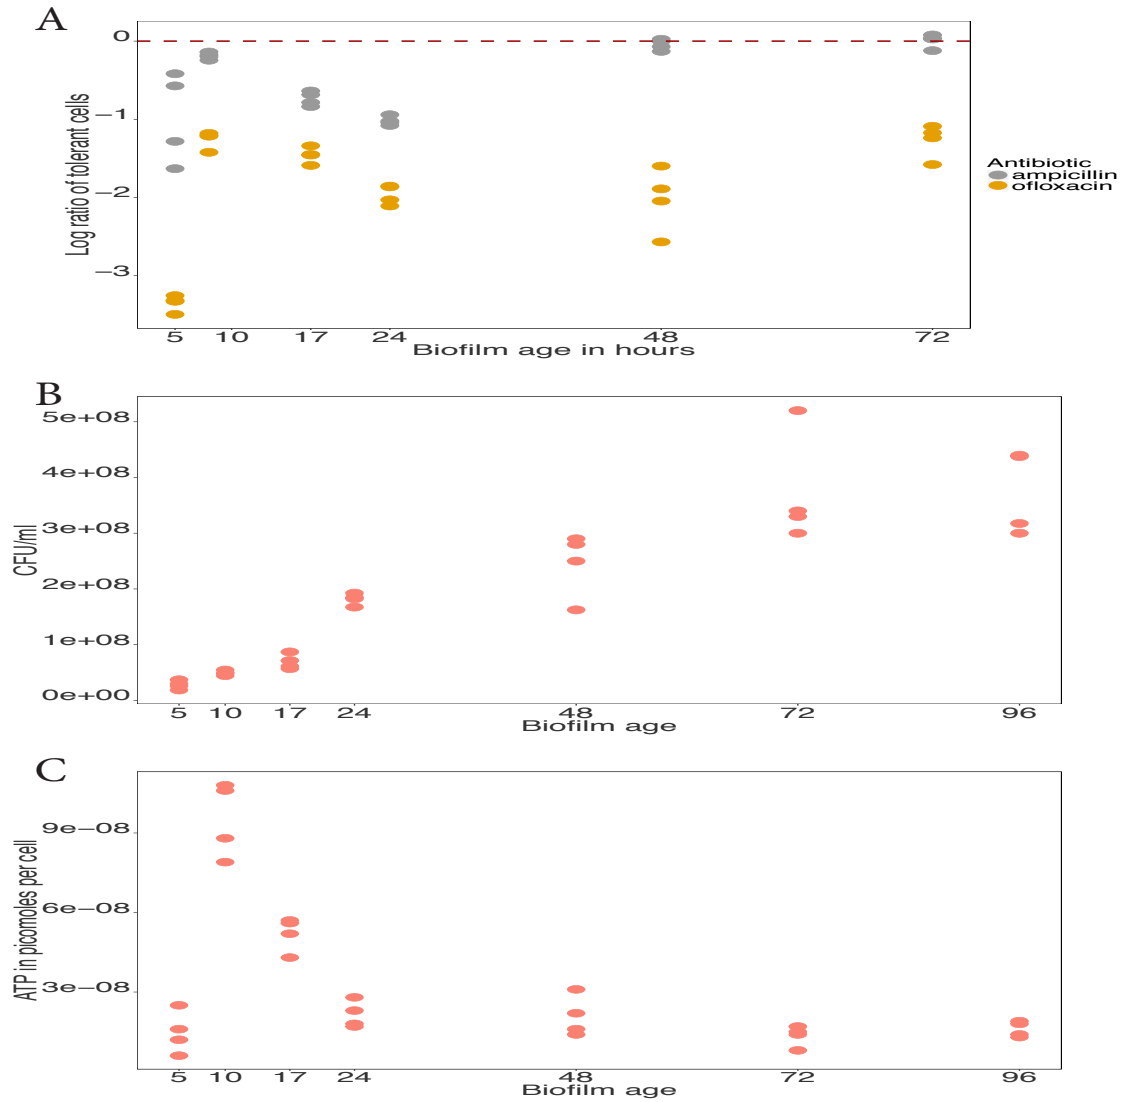 A
Log ratio of tolerant cells
0
−1
−2
−3
5 10 17 24 48 72
Biofilm age in hours
Antibiotic
ampicillin
ofloxacin
B
CFU/ml
5e+08
4e+08
3e+08
2e+08
1e+08
0e+00
5 10 17 24 48 72 96
Biofilm age
C
ATP in picomoles per cell
9e−08
6e−08
3e−08
5 10 17 24 48 72 96
Biofilm age